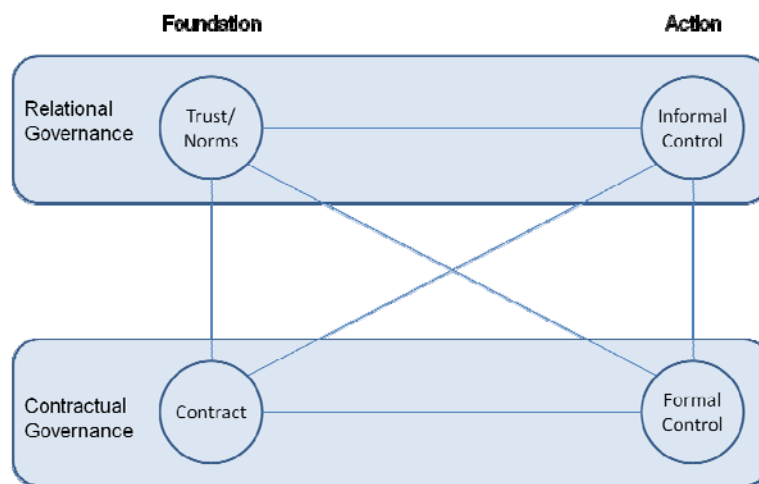 Foundation
Action
Relational
Governance
Trust/
Norms
Informal
Control
Contractual
Governance
Contract
Formal
Control